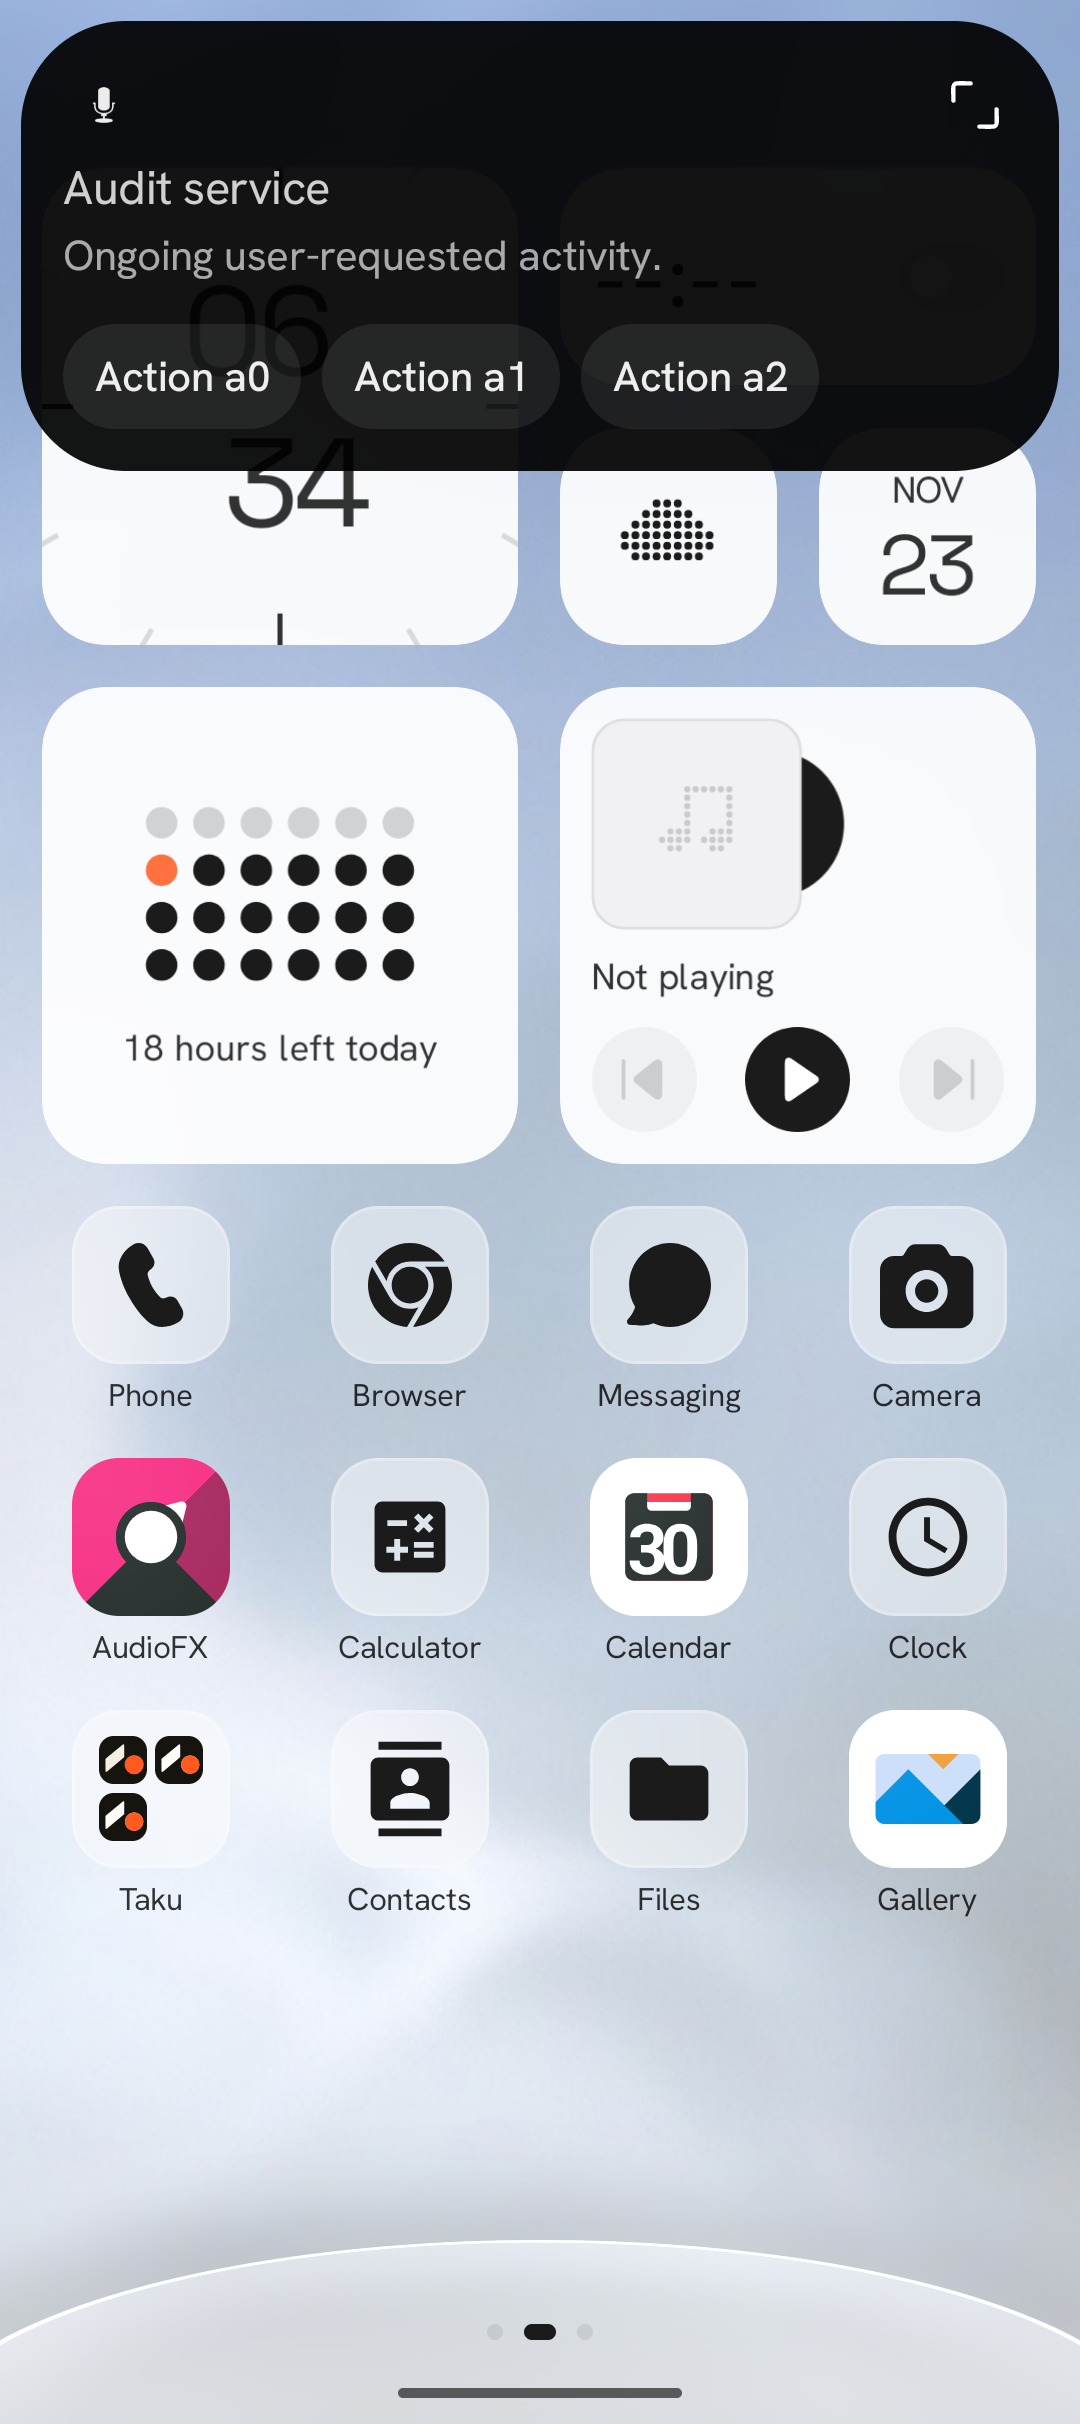 Audit service
Ongoing user-requested activity.
--:--
06
Action a0
Action a1
Action a2
34
NOV
23
18 hours left today
Not playing
Phone
Browser
Messaging
Camera
AudioFX
Calculator
30
Calendar
Clock
Taku
Contacts
Files
Gallery